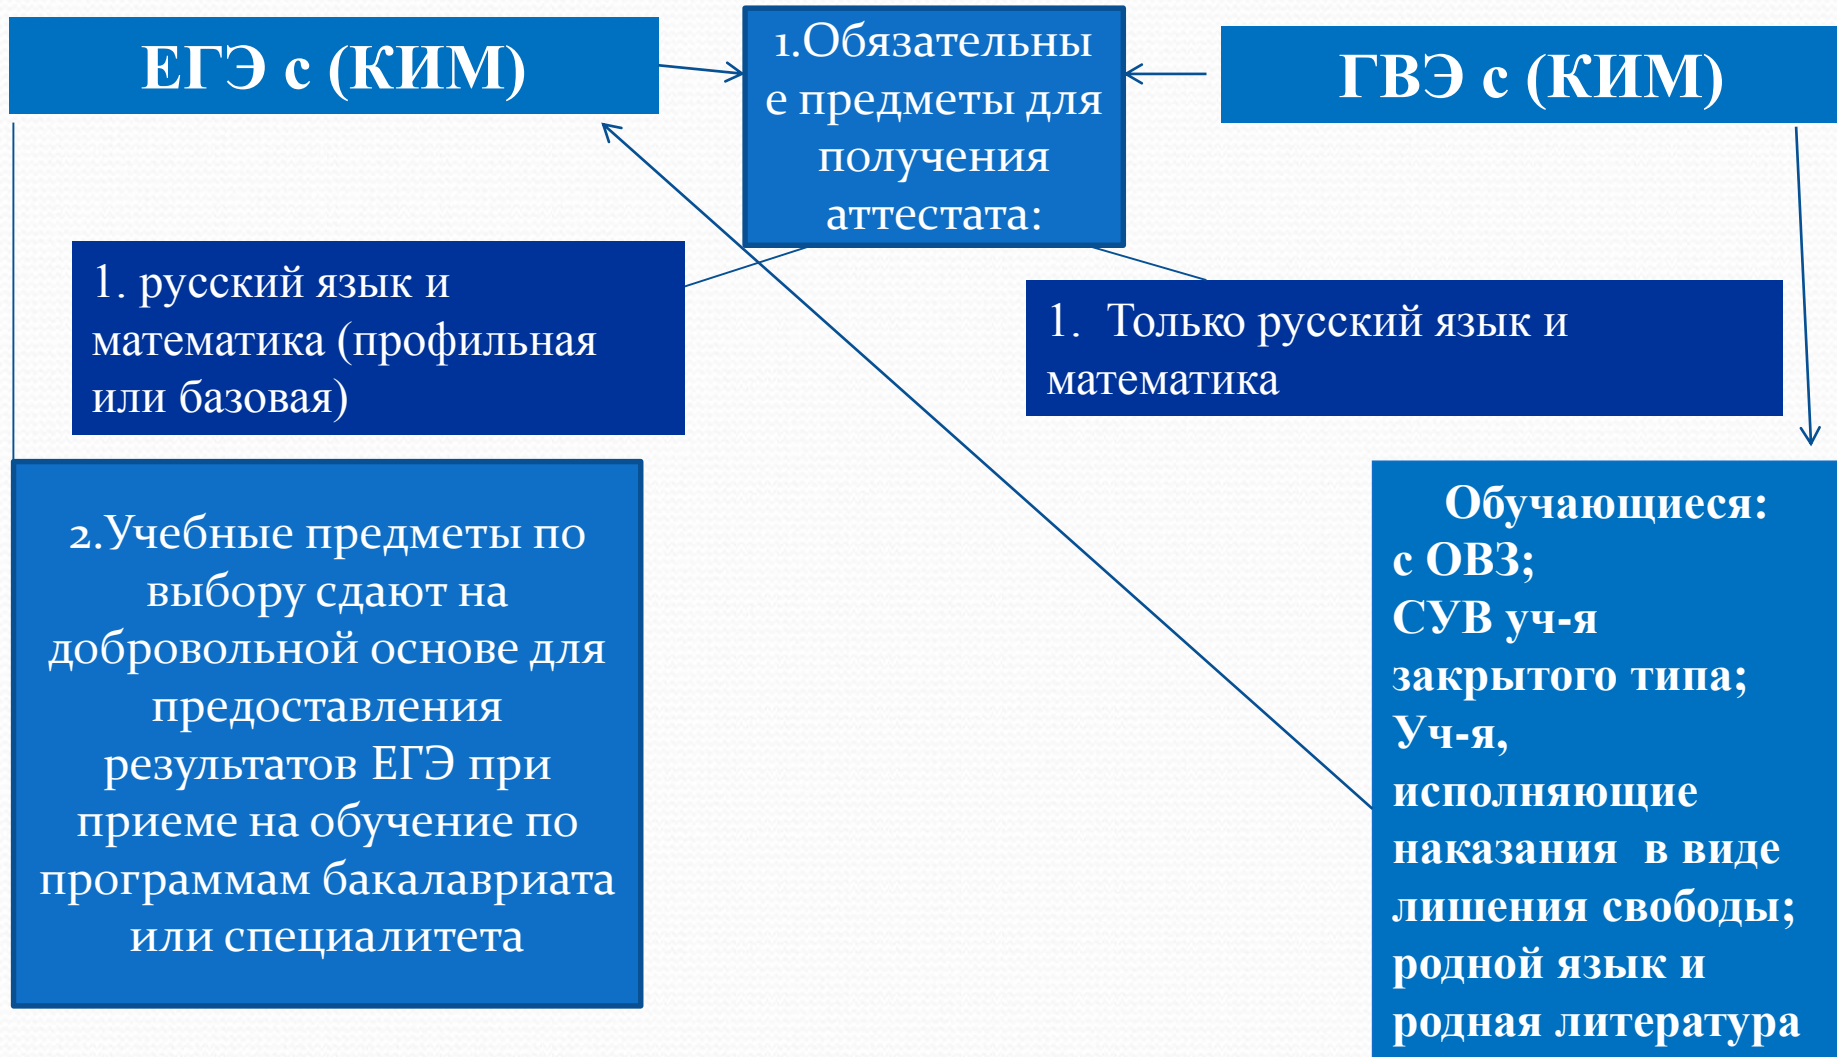 ЕГЭ с (КИМ)
1.Обязательны
е предметы для
получения
аттестата:
ГВЭ с (КИМ)
1. русский язык и
математика (профильная
или базовая)
1. Только русский язык и
математика
2.Учебные предметы по
выбору сдают на
добровольной основе для
предоставления
результатов ЕГЭ при
приеме на обучение по
программам бакалавриата
или специалитета
Обучающиеся:
с ОВЗ;
СУВ уч-я
закрытого типа;
Уч-я,
исполняющие
наказания в виде
лишения свободы;
родной язык и
родная литература